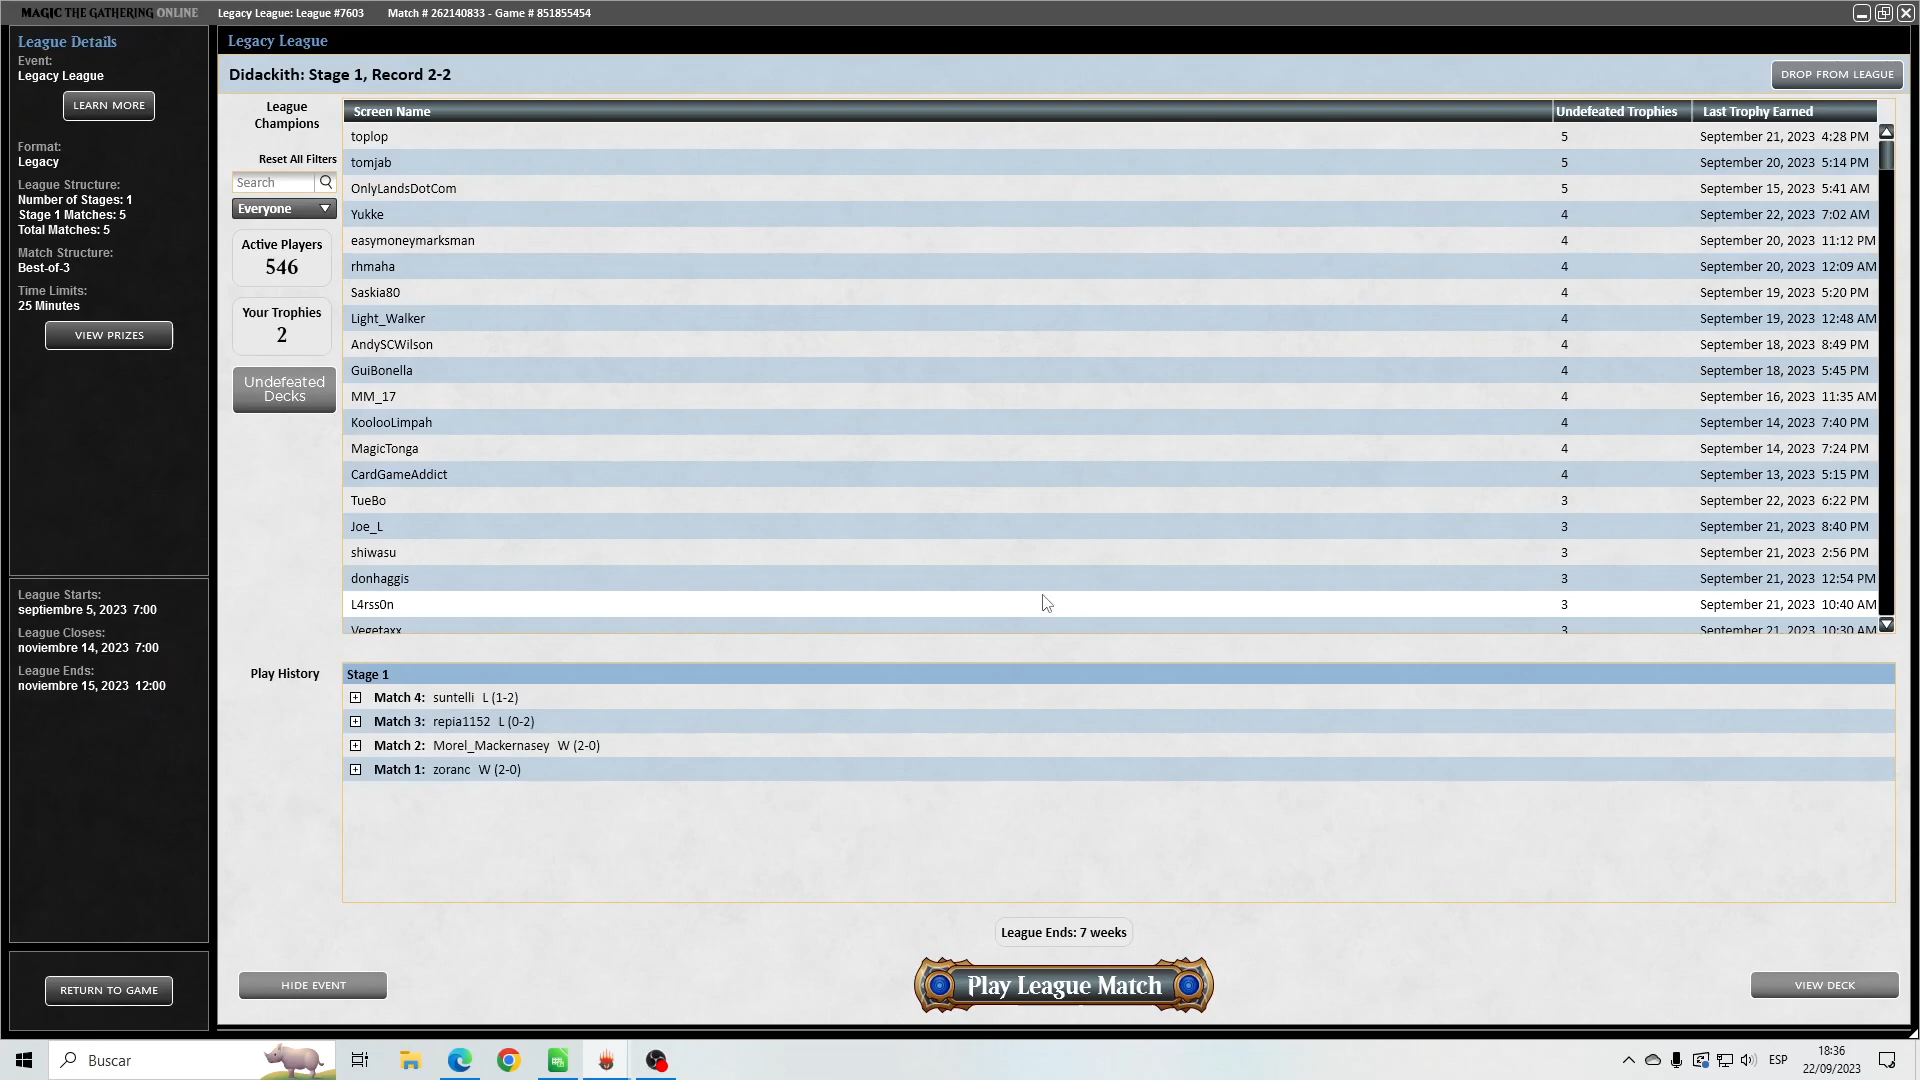 MAGIC THE GATHERING ONLINE Legacy League: League #7603 Match # 262140833 - Game # 851855454
League Details
Event:
Legacy League
LEARN MORE
Format:
Legacy
League Structure:
Number of Stages: 1
Stage 1 Matches: 5
Total Matches: 5
Match Structure:
Best-of-3
Time Limits:
25 Minutes
VIEW PRIZES
League Starts:
septiembre 5, 2023 7:00
League Closes:
noviembre 14, 2023 7:00
League Ends:
noviembre 15, 2023 12:00
RETURN TO GAME
Legacy League
Didackith: Stage 1, Record 2-2
DROP FROM LEAGUE
League
Champions
Reset All Filters
Search
Everyone
Active Players
546
Your Trophies
2
Undefeated
Decks
Screen Name Undefeated Trophies Last Trophy Earned
toplop 5 September 21, 2023 4:28 PM
tomjab 5 September 20, 2023 5:14 PM
OnlyLandsDotCom 5 September 15, 2023 5:41 AM
Yukke 4 September 22, 2023 7:02 AM
easymoneymarksman 4 September 20, 2023 11:12 PM
rhmaha 4 September 20, 2023 12:09 AM
Saskia80 4 September 19, 2023 5:20 PM
Light_Walker 4 September 19, 2023 12:48 AM
AndySCWilson 4 September 18, 2023 8:49 PM
GuiBonella 4 September 18, 2023 5:45 PM
MM_17 4 September 16, 2023 11:35 AM
KoolooLimpah 4 September 14, 2023 7:40 PM
MagicTonga 4 September 14, 2023 7:24 PM
CardGameAddict 4 September 13, 2023 5:15 PM
TueBo 3 September 22, 2023 6:22 PM
Joe_L 3 September 21, 2023 8:40 PM
shiwasu 3 September 21, 2023 2:56 PM
donhaggis 3 September 21, 2023 12:54 PM
L4rss0n 3 September 21, 2023 10:40 AM
Vegetaxx 3 September 21, 2023 10:30 AM
Play History
Stage 1
Match 4: suntelli L (1-2)
Match 3: repia1152 L (0-2)
Match 2: Morel_Mackernasey W (2-0)
Match 1: zoranc W (2-0)
League Ends: 7 weeks
HIDE EVENT
Play League Match
VIEW DECK
Buscar
ESP
18:36
22/09/2023